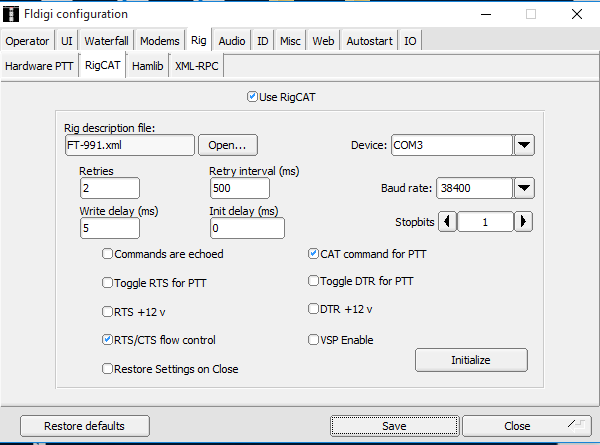 Fldigi configuration
Operator UI Waterfall Modems Rig Audio ID Misc Web Autostart IO
Hardware PTT RigCAT Hamlib XML-RPC
Use RigCAT
Rig description file:
FT-991.xml Open... Device: COM3
Retries Retry interval (ms)
2 500 Baud rate: 38400
Write delay (ms) Init delay (ms)
5 0 Stopbits 1
Commands are echoed CAT command for PTT
Toggle RTS for PTT Toggle DTR for PTT
RTS +12 v DTR +12 v
RTS/CTS flow control VSP Enable
Initialize
Restore Settings on Close
Restore defaults Save Close